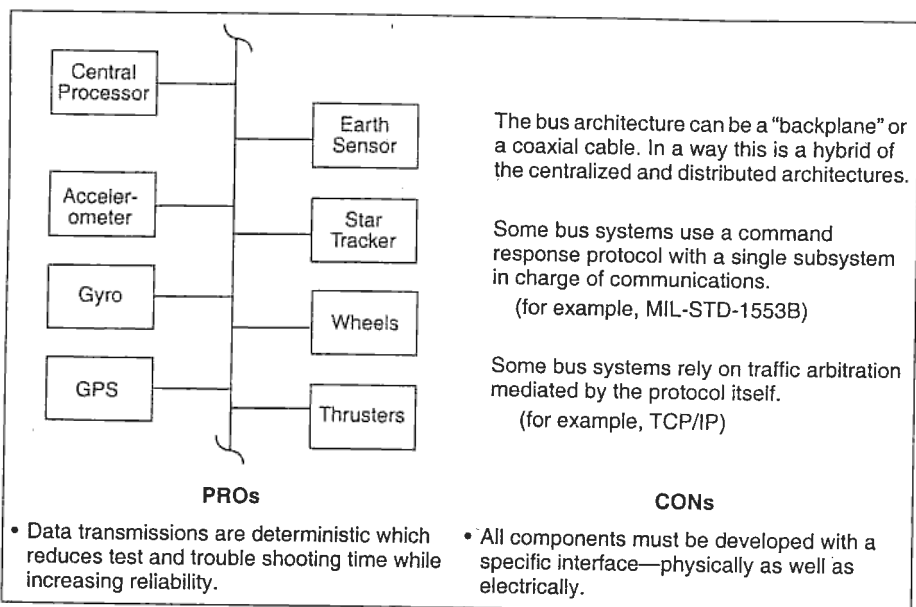 Central
Processor
Earth
Sensor
Acceler-
ometer
Star
Tracker
Gyro
Wheels
GPS
Thrusters
The bus architecture can be a “backplane” or
a coaxial cable. In a way this is a hybrid of
the centralized and distributed architectures.
Some bus systems use a command
response protocol with a single subsystem
in charge of communications.
(for example, MIL-STD-1553B)
Some bus systems rely on traffic arbitration
mediated by the protocol itself.
(for example, TCP/IP)
PROs
• Data transmissions are deterministic which
reduces test and trouble shooting time while
increasing reliability.
CONs
• All components must be developed with a
specific interface—physically as well as
electrically.